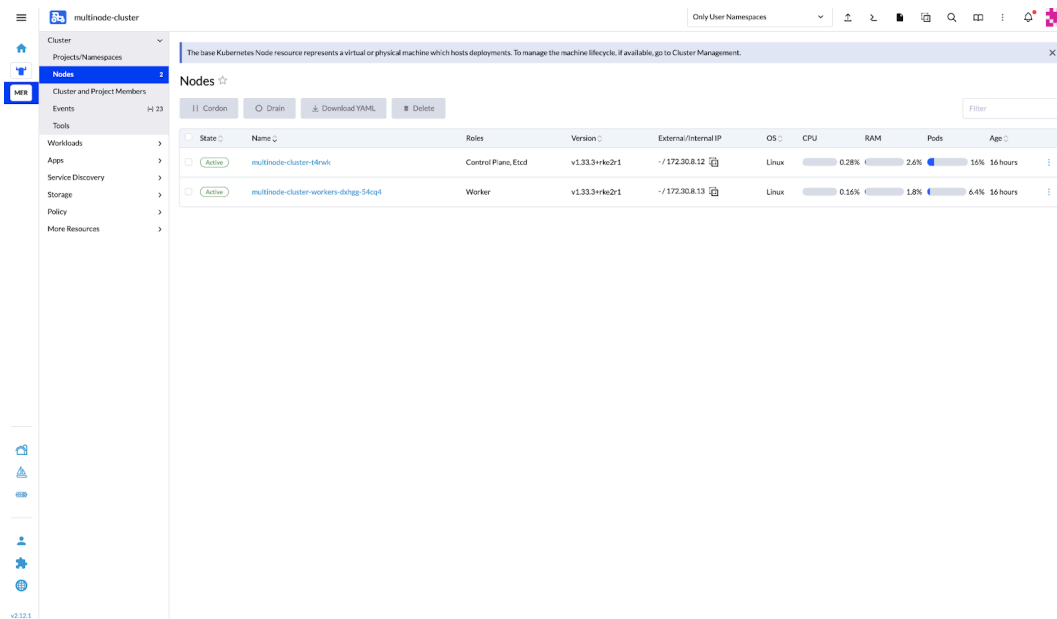 multinode-cluster
Only User Namespaces
MER
Cluster
Projects/Namespaces
Nodes 2
Cluster and Project Members
Events 23
Tools
Workloads
Apps
Service Discovery
Storage
Policy
More Resources
v2.12.1
The base Kubernetes Node resource represents a virtual or physical machine which hosts deployments. To manage the machine lifecycle, if available, go to Cluster Management.
Nodes
Cordon Drain Download YAML Delete
Filter
State Name Roles Version External/Internal IP OS CPU RAM Pods Age
Active multinode-cluster-t4rwk Control Plane, Etcd v1.33.3+rke2r1 - / 172.30.8.12 Linux 0.28% 2.6% 16% 16 hours
Active multinode-cluster-workers-dxhgg-54cq4 Worker v1.33.3+rke2r1 - / 172.30.8.13 Linux 0.16% 1.8% 6.4% 16 hours